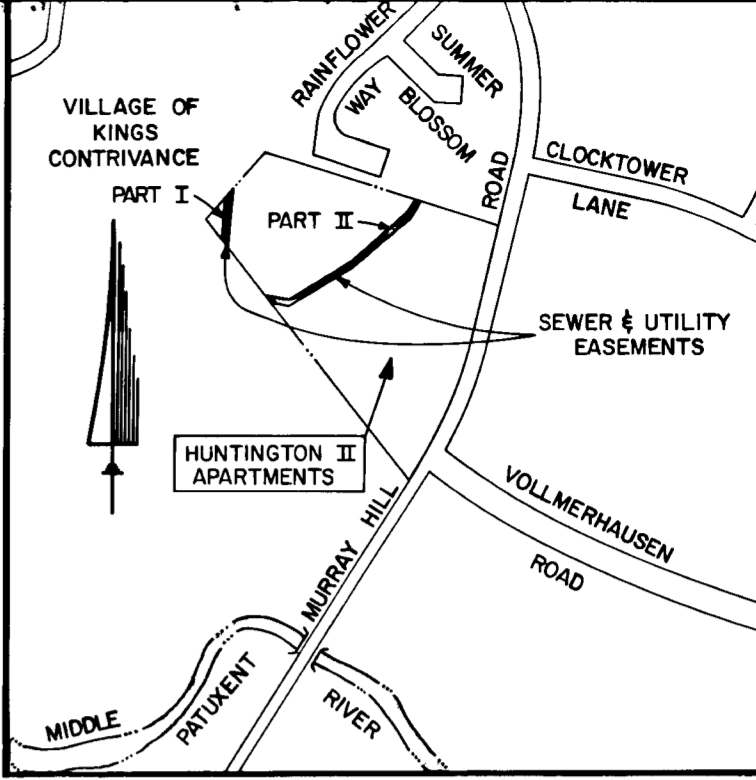 RAINFLOWER
WAY
SUMMER
BLOSSOM
VILLAGE OF
KINGS
CONTRIVANCE
PART I
PART II
ROAD
CLOCKTOWER
LANE
SEWER & UTILITY
EASEMENTS
HUNTINGTON II
APARTMENTS
MURRAY HILL
VOLLMERHAUSEN
ROAD
MIDDLE
PATUXENT
RIVER